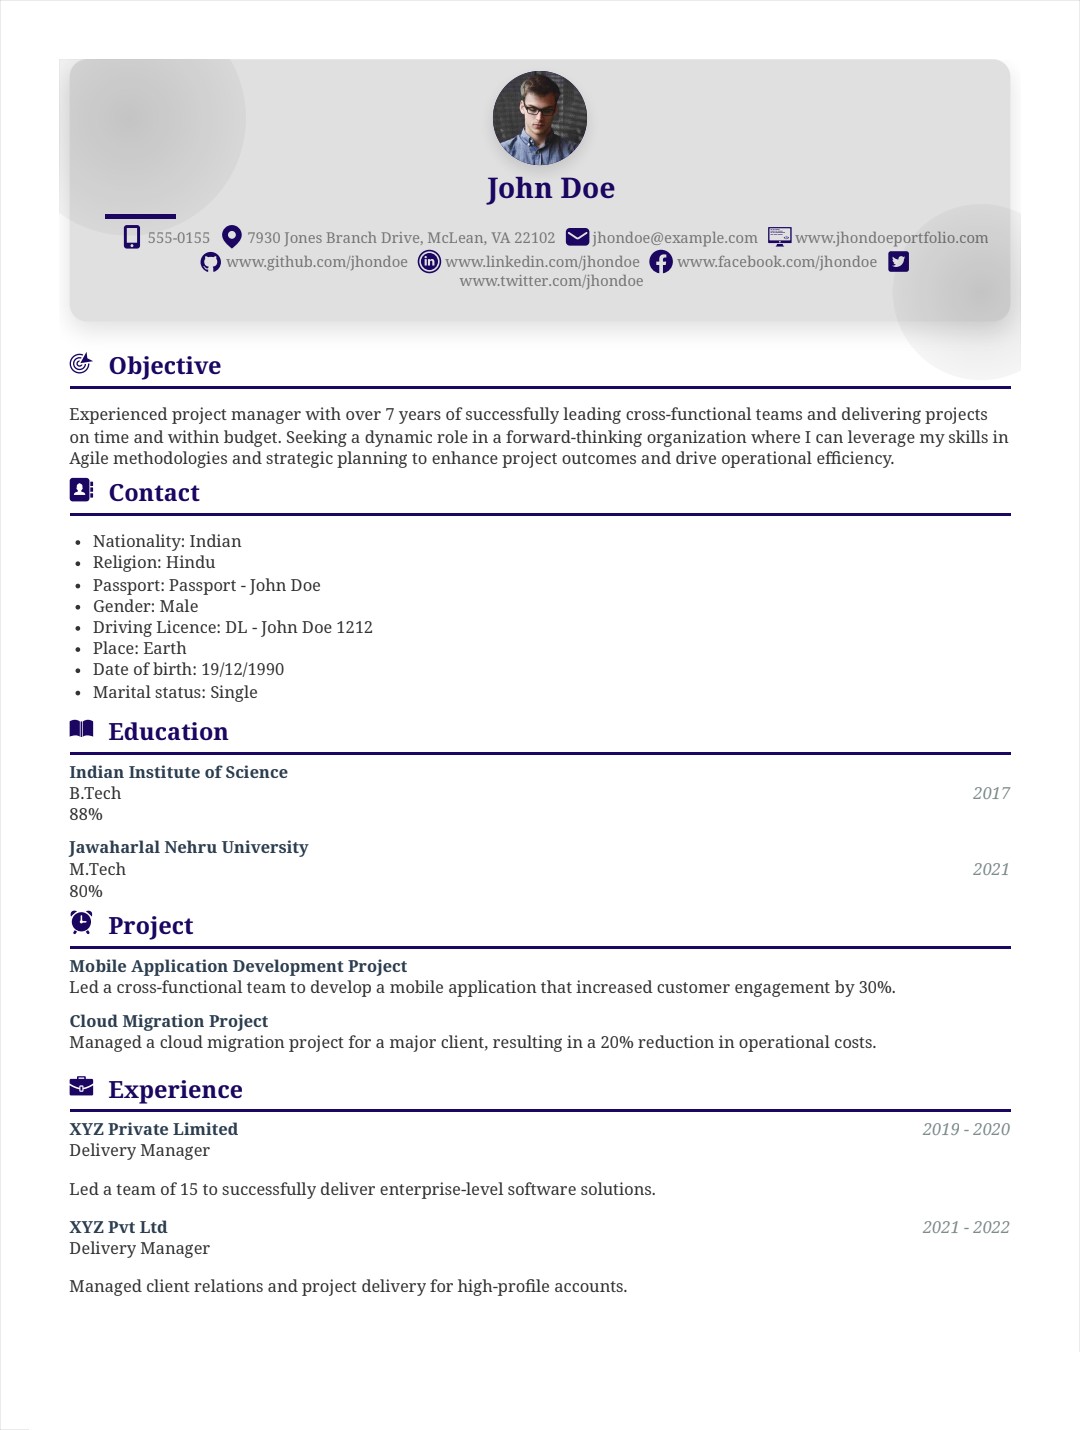 John Doe
555-0155 7930 Jones Branch Drive, McLean, VA 22102 jhondoe@example.com www.jhondoeportfolio.com
www.github.com/jhondoe www.linkedin.com/jhondoe www.facebook.com/jhondoe
www.twitter.com/jhondoe
Objective
Experienced project manager with over 7 years of successfully leading cross-functional teams and delivering projects
on time and within budget. Seeking a dynamic role in a forward-thinking organization where I can leverage my skills in
Agile methodologies and strategic planning to enhance project outcomes and drive operational efficiency.
Contact
• Nationality: Indian
• Religion: Hindu
• Passport: Passport - John Doe
• Gender: Male
• Driving Licence: DL - John Doe 1212
• Place: Earth
• Date of birth: 19/12/1990
• Marital status: Single
Education
Indian Institute of Science
B.Tech 2017
88%
Jawaharlal Nehru University
M.Tech 2021
80%
Project
Mobile Application Development Project
Led a cross-functional team to develop a mobile application that increased customer engagement by 30%.
Cloud Migration Project
Managed a cloud migration project for a major client, resulting in a 20% reduction in operational costs.
Experience
XYZ Private Limited 2019 - 2020
Delivery Manager
Led a team of 15 to successfully deliver enterprise-level software solutions.
XYZ Pvt Ltd 2021 - 2022
Delivery Manager
Managed client relations and project delivery for high-profile accounts.